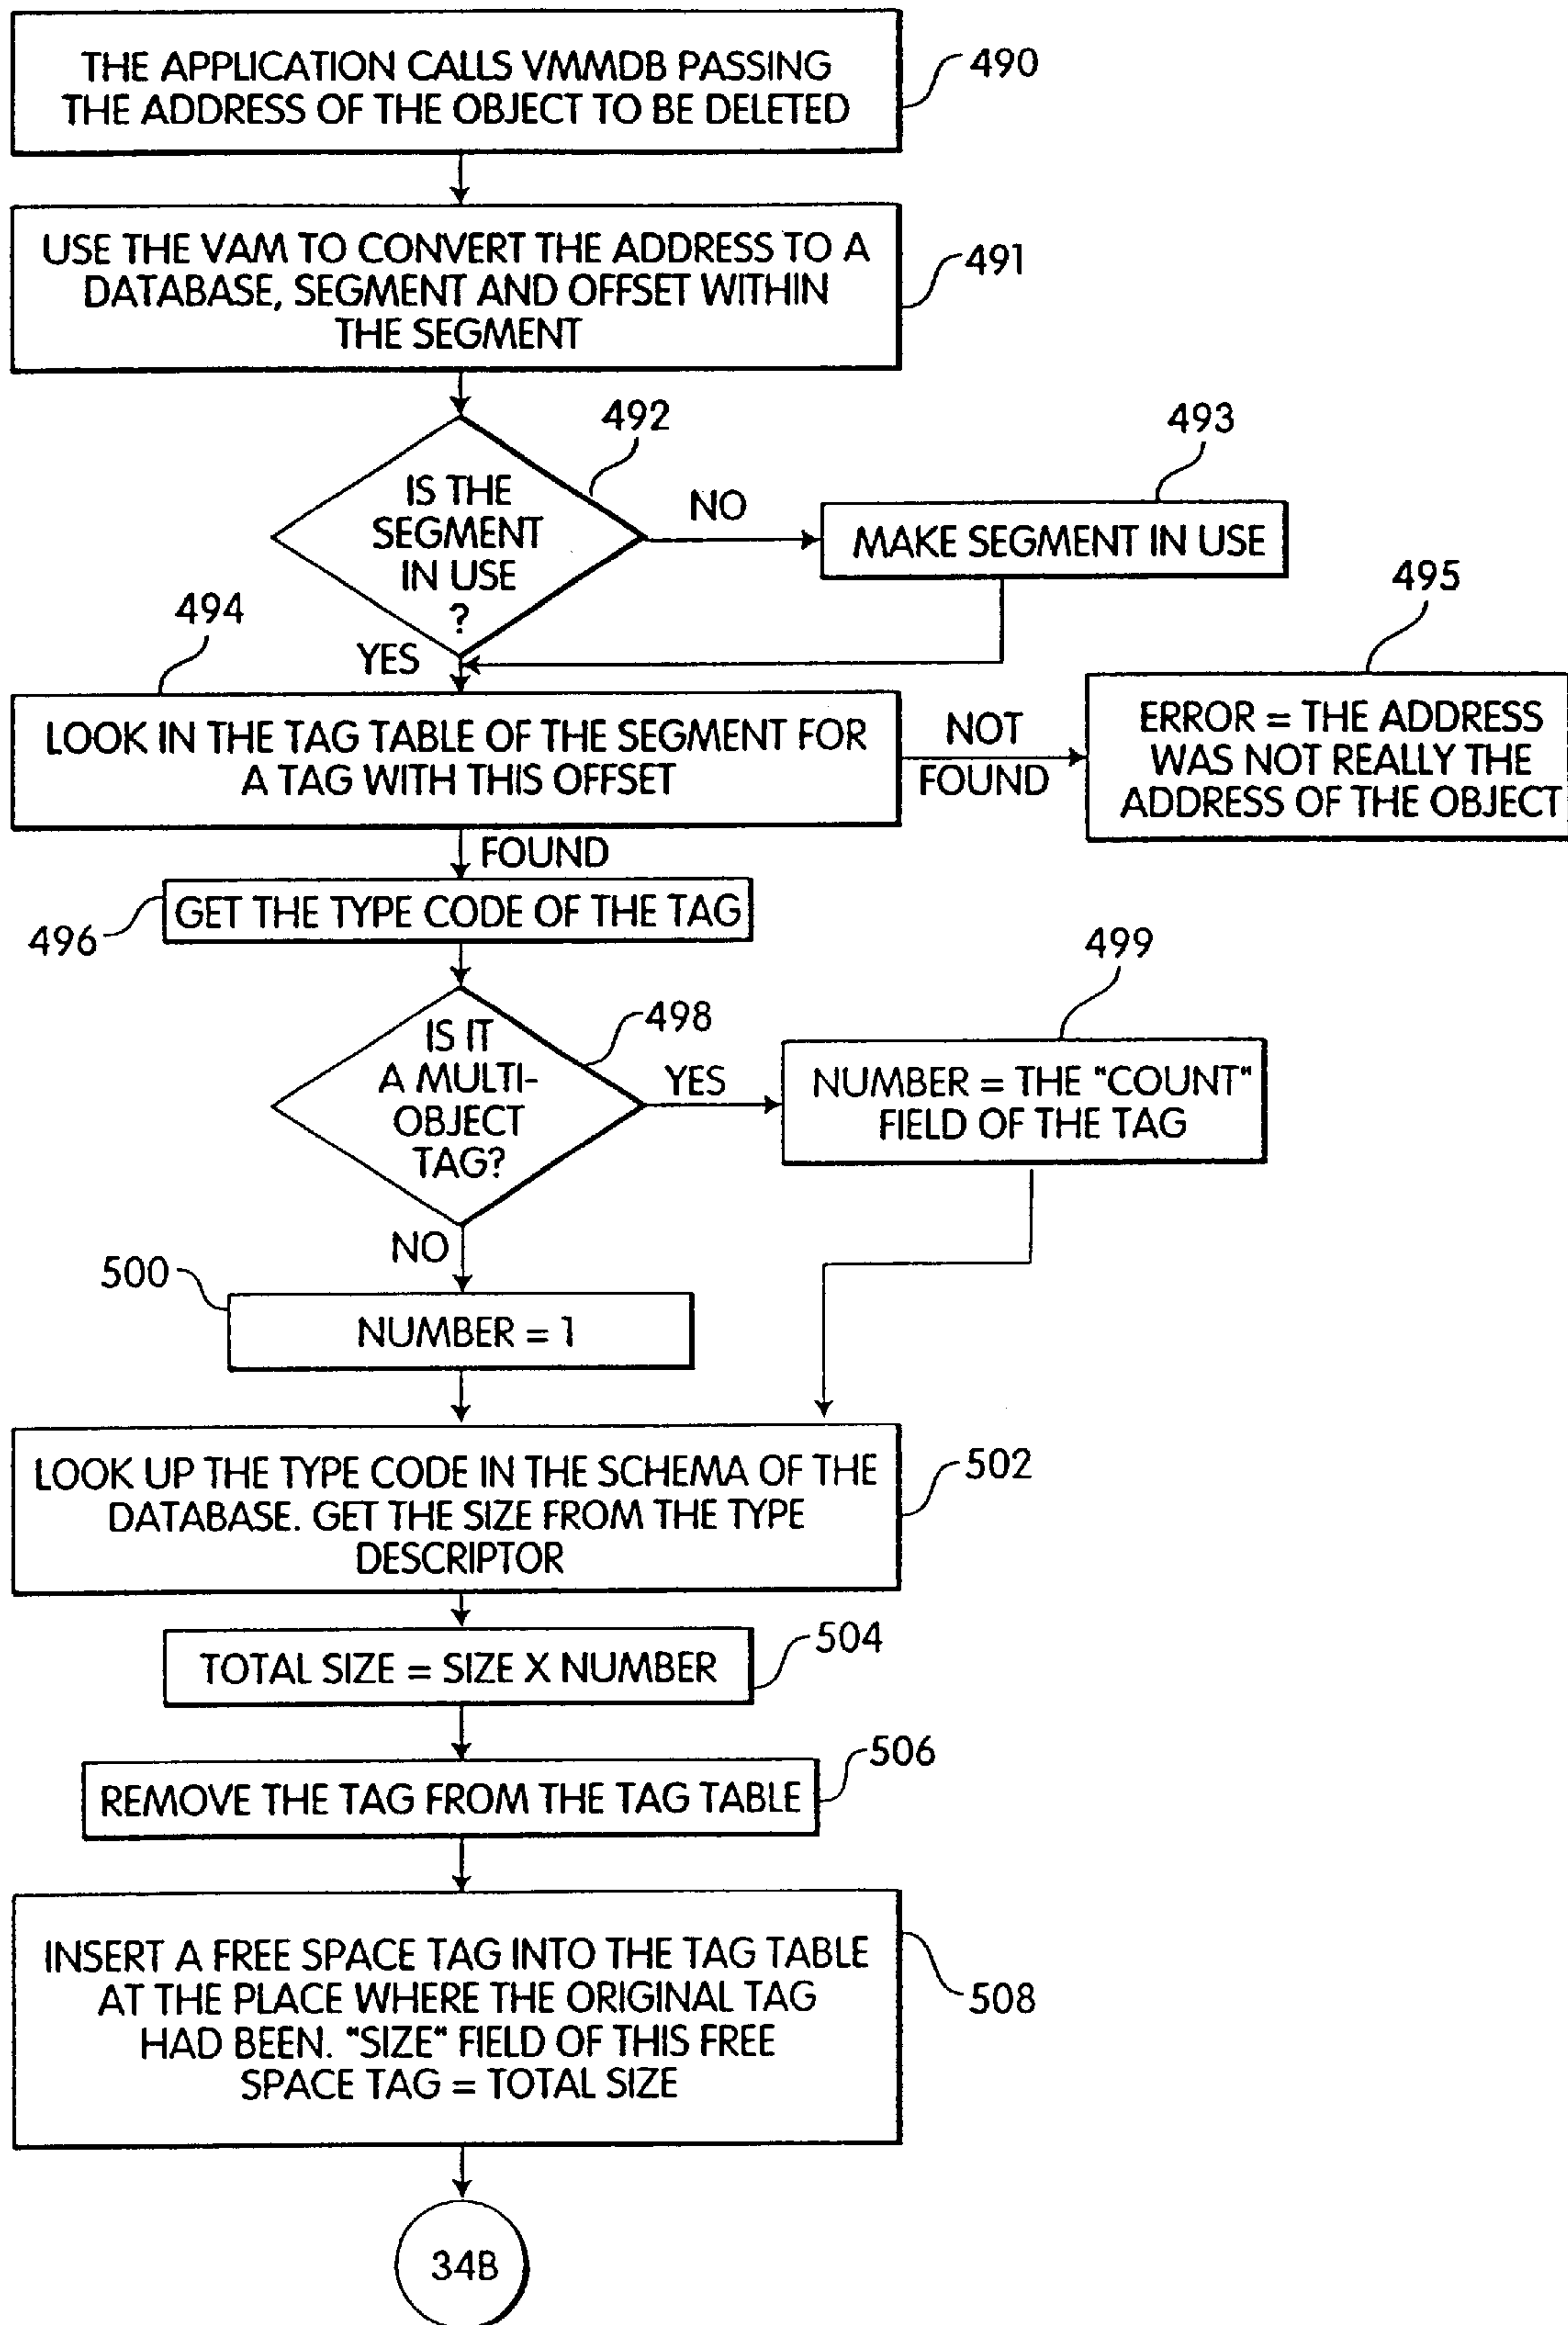 THE APPLICATION CALLS VMMDB PASSING
THE ADDRESS OF THE OBJECT TO BE DELETED
490
USE THE VAM TO CONVERT THE ADDRESS TO A
DATABASE, SEGMENT AND OFFSET WITHIN
THE SEGMENT
491
492
IS THE
SEGMENT
IN USE
?
NO
493
MAKE SEGMENT IN USE
YES
494
LOOK IN THE TAG TABLE OF THE SEGMENT FOR
A TAG WITH THIS OFFSET
NOT
FOUND
495
ERROR = THE ADDRESS
WAS NOT REALLY THE
ADDRESS OF THE OBJECT
FOUND
496
GET THE TYPE CODE OF THE TAG
498
IS IT
A MULTI-
OBJECT
TAG?
YES
499
NUMBER = THE "COUNT"
FIELD OF THE TAG
NO
500
NUMBER = 1
LOOK UP THE TYPE CODE IN THE SCHEMA OF THE
DATABASE. GET THE SIZE FROM THE TYPE
DESCRIPTOR
502
TOTAL SIZE = SIZE X NUMBER
504
REMOVE THE TAG FROM THE TAG TABLE
506
INSERT A FREE SPACE TAG INTO THE TAG TABLE
AT THE PLACE WHERE THE ORIGINAL TAG
HAD BEEN. "SIZE" FIELD OF THIS FREE
SPACE TAG = TOTAL SIZE
508
34B